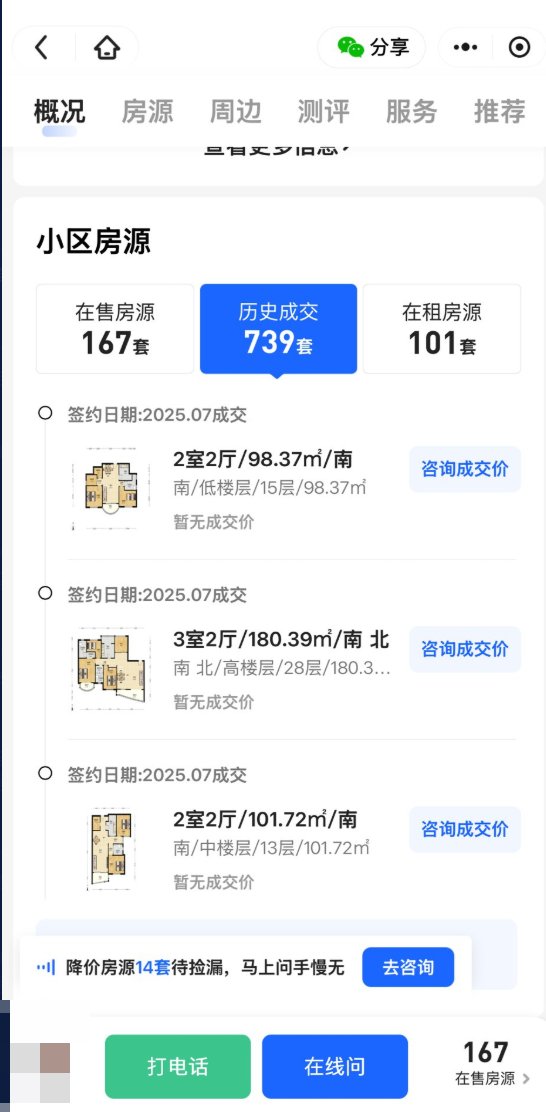 分享
概况 房源 周边 测评 服务 推荐
查看更多信息
小区房源
在售房源 历史成交 在租房源
167套 739套 101套
签约日期:2025.07成交
2室2厅/98.37㎡/南
咨询成交价
南/低楼层/15层/98.37㎡
暂无成交价
签约日期:2025.07成交
3室2厅/180.39㎡/南 北
咨询成交价
南 北/高楼层/28层/180.3...
暂无成交价
签约日期:2025.07成交
2室2厅/101.72㎡/南
咨询成交价
南/中楼层/13层/101.72㎡
暂无成交价
降价房源14套待捡漏，马上问手慢无 去咨询
打电话 在线问 167
在售房源